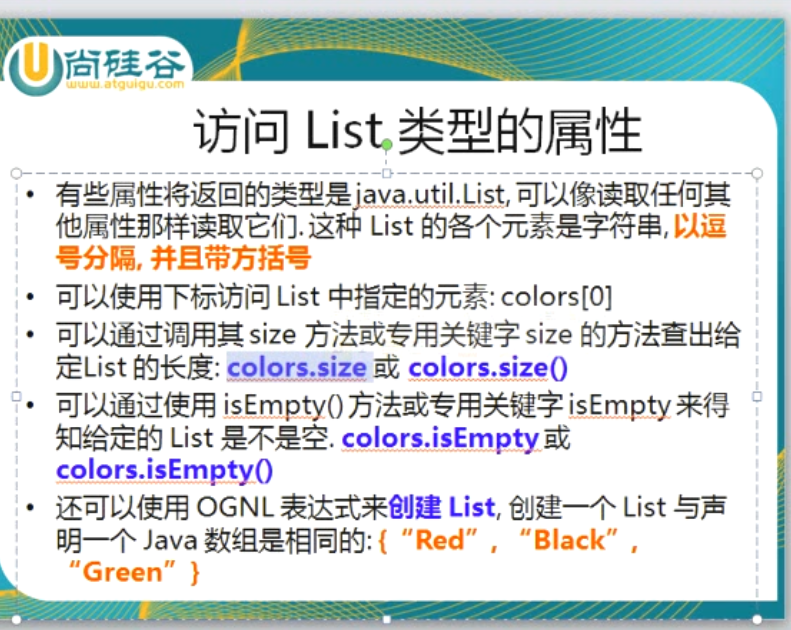 尚硅谷
www.atguigu.com
访问 List 类型的属性
• 有些属性将返回的类型是 java.util.List, 可以像读取任何其
他属性那样读取它们. 这种 List 的各个元素是字符串, 以逗
号分隔, 并且带方括号
• 可以使用下标访问 List 中指定的元素: colors[0]
• 可以通过调用其 size 方法或专用关键字 size 的方法查出给
定List 的长度: colors.size 或 colors.size()
• 可以通过使用 isEmpty() 方法或专用关键字 isEmpty 来得
知给定的 List 是不是空. colors.isEmpty 或
colors.isEmpty()
• 还可以使用 OGNL 表达式来创建 List, 创建一个 List 与声
明一个 Java 数组是相同的: {“Red”, “Black”,
“Green”}